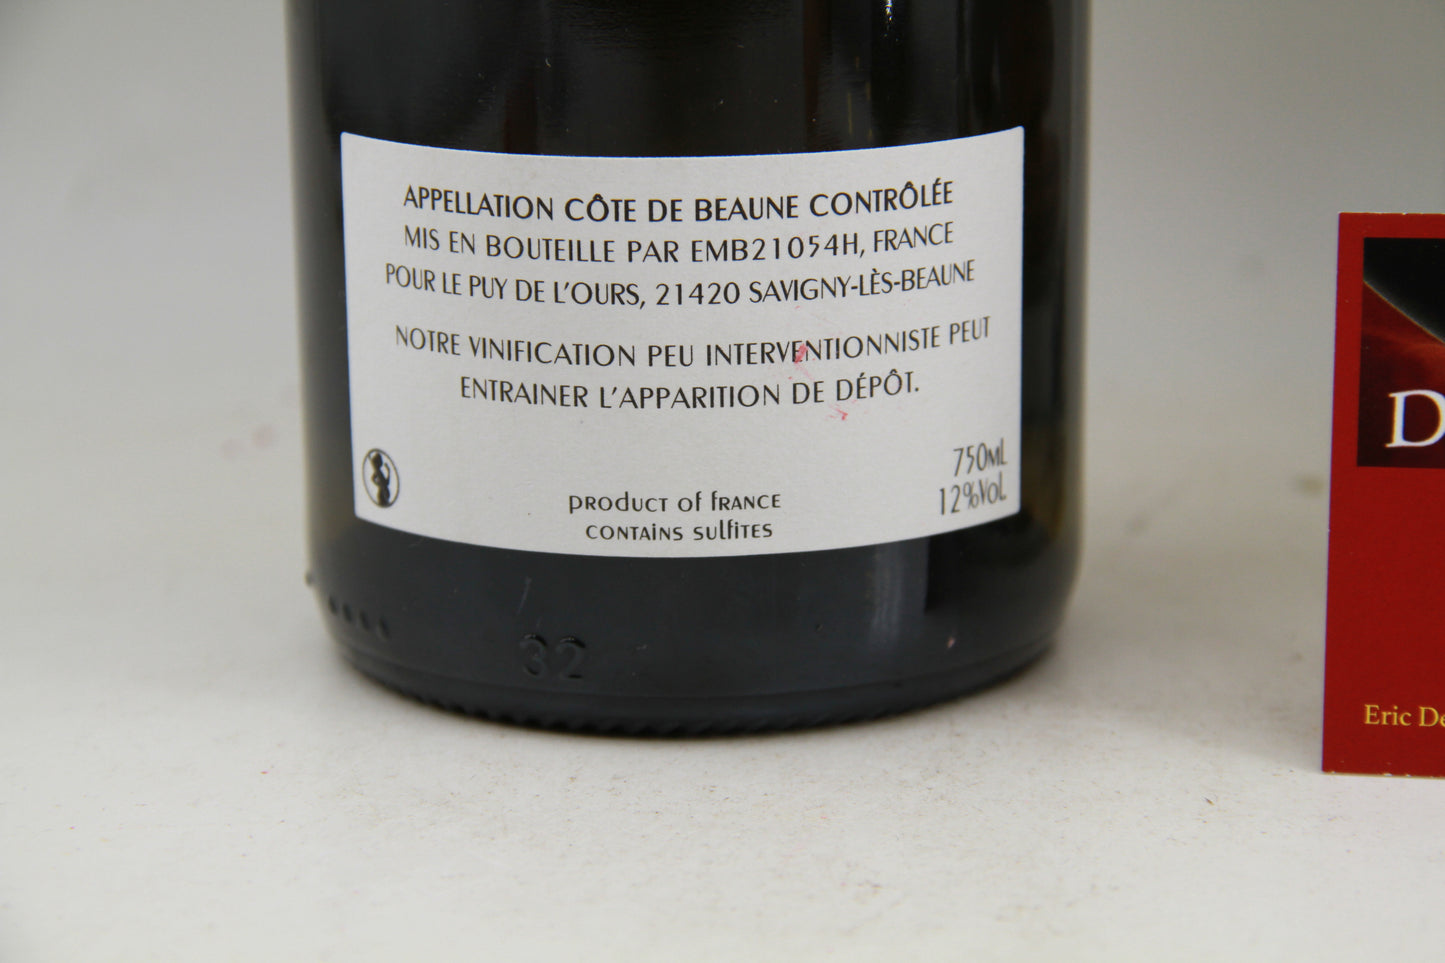 APPELLATION CÔTE DE BEAUNE CONTRÔLÉE
MIS EN BOUTEILLE PAR EMB21054H, FRANCE
POUR LE PUY DE L'OURS, 21420 SAVIGNY-LÈS-BEAUNE
NOTRE VINIFICATION PEU INTERVENTIONNISTE PEUT
ENTRAINER L'APPARITION DE DÉPÔT.
750mL
12%Vol
PRODUCT OF FRANCE
CONTAINS SULFITES
32
D
Eric De